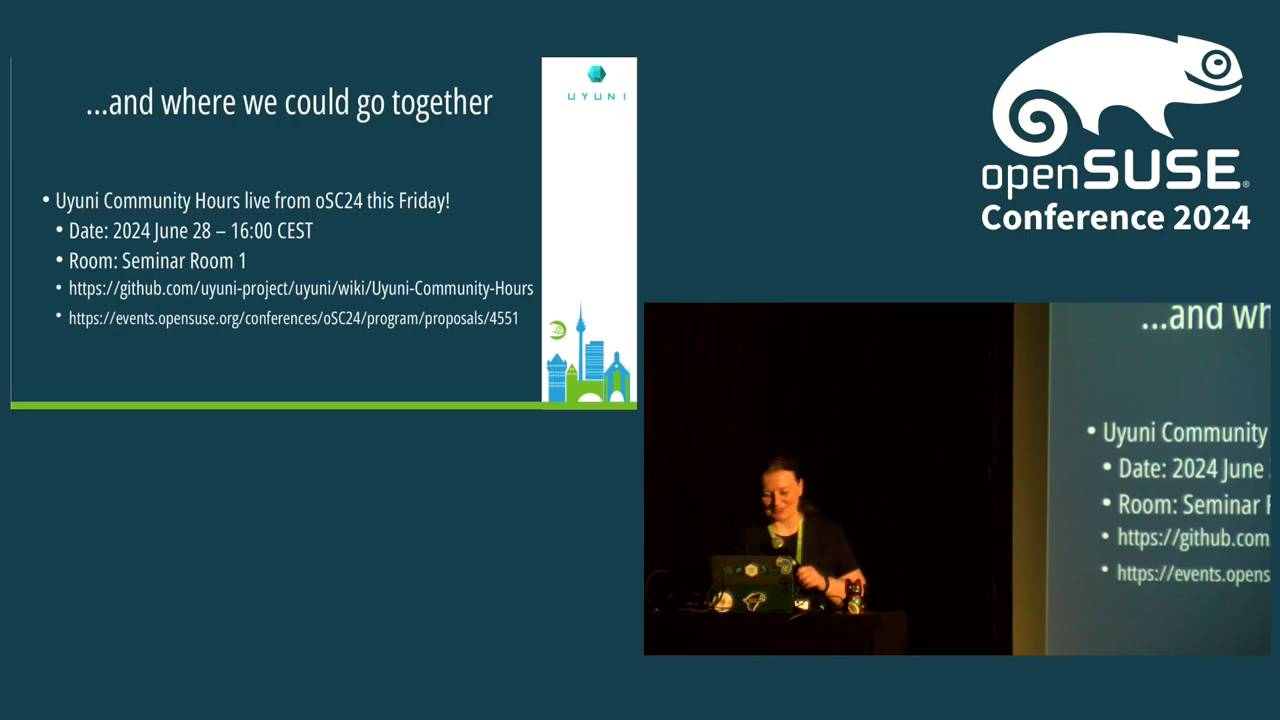 ...and where we could go together
UYUNI
• Uyuni Community Hours live from oSC24 this Friday!
• Date: 2024 June 28 – 16:00 CEST
• Room: Seminar Room 1
• https://github.com/uyuni-project/uyuni/wiki/Uyuni-Community-Hours
• https://events.opensuse.org/conferences/oSC24/program/proposals/4551
openSUSE®
Conference 2024
...and wh
• Uyuni Community
• Date: 2024 June
• Room: Seminar
• https://github.com
• https://events.opens